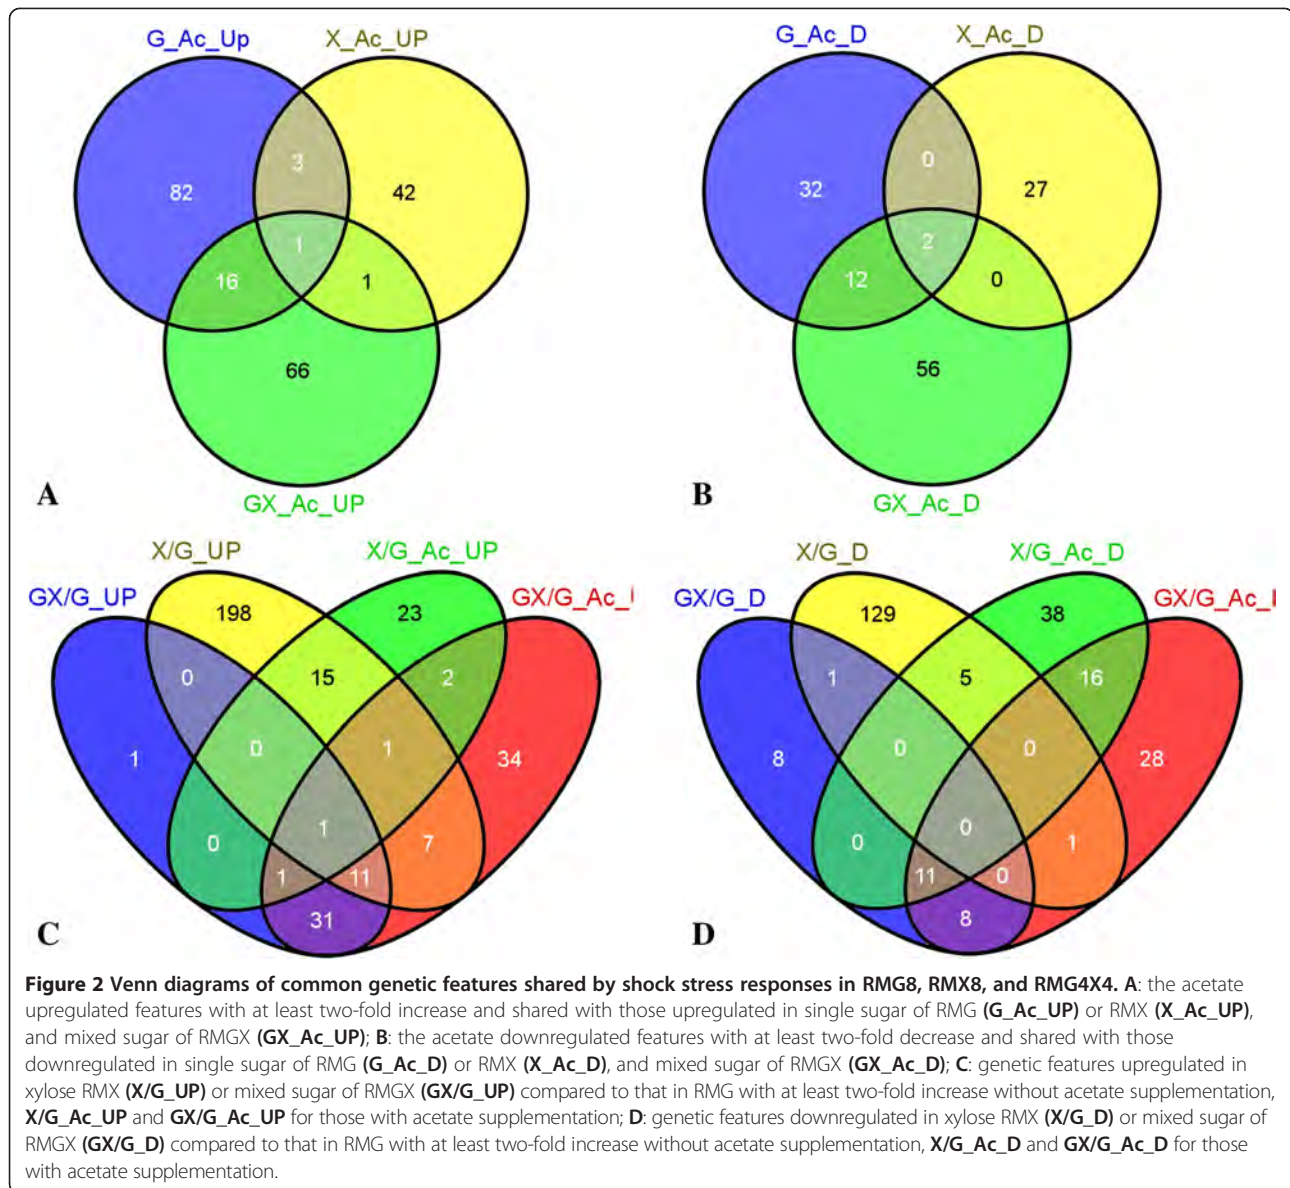 G_Ac_Up X_Ac_UP
3
82 42
1
16 1
66
A
GX_Ac_UP
G_Ac_D X_Ac_D
0
32 27
2
12 0
56
B
GX_Ac_D
X/G_UP X/G_Ac_UP
GX/G_UP GX/G_Ac_
198 23
0 15 2
1 0 1 34
1
0 7
1 11
31
C
X/G_D X/G_Ac_D
GX/G_D GX/G_Ac_
129 38
1 5 16
8 0 0 28
0
0 1
11 0
8
D
Figure 2 Venn diagrams of common genetic features shared by shock stress responses in RMG8, RMX8, and RMG4X4. A: the acetate
upregulated features with at least two-fold increase and shared with those upregulated in single sugar of RMG (G_Ac_UP) or RMX (X_Ac_UP),
and mixed sugar of RMGX (GX_Ac_UP); B: the acetate downregulated features with at least two-fold decrease and shared with those
downregulated in single sugar of RMG (G_Ac_D) or RMX (X_Ac_D), and mixed sugar of RMGX (GX_Ac_D); C: genetic features upregulated in
xylose RMX (X/G_UP) or mixed sugar of RMGX (GX/G_UP) compared to that in RMG with at least two-fold increase without acetate supplementation,
X/G_Ac_UP and GX/G_Ac_UP for those with acetate supplementation; D: genetic features downregulated in xylose RMX (X/G_D) or mixed sugar of
RMGX (GX/G_D) compared to that in RMG with at least two-fold increase without acetate supplementation, X/G_Ac_D and GX/G_Ac_D for those
with acetate supplementation.